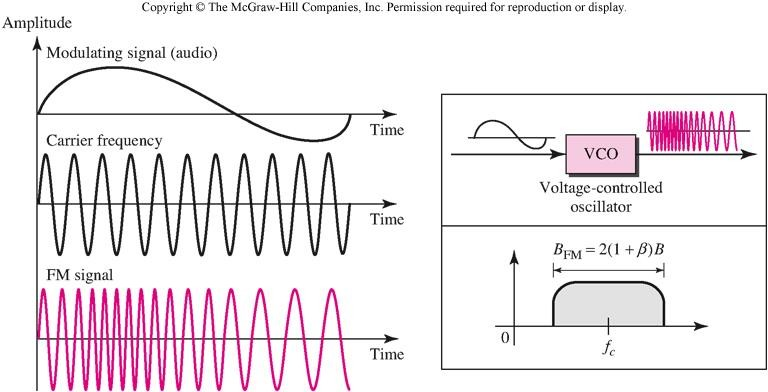 Copyright © The McGraw-Hill Companies, Inc. Permission required for reproduction or display.
Amplitude
Modulating signal (audio)
Time
Carrier frequency
Time
FM signal
Time
VCO
Voltage-controlled
oscillator
B_FM = 2(1 + β)B
0
f_c